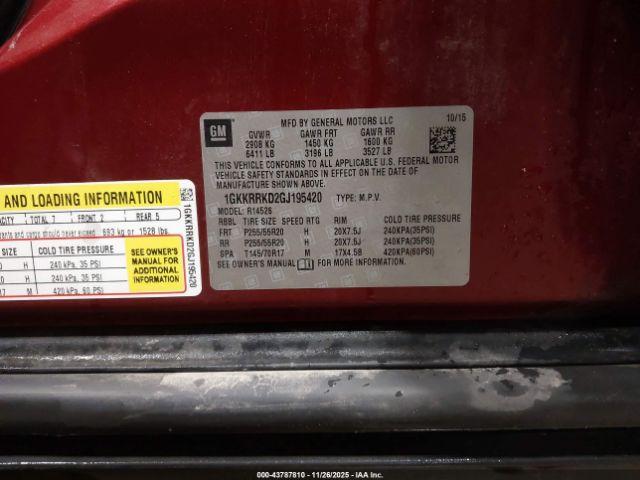 GM
MFD BY GENERAL MOTORS LLC
10/15
GVWR GAWR FRT GAWR RR
2908 KG 1450 KG 1600 KG
6411 LB 3196 LB 3527 LB
THIS VEHICLE CONFORMS TO ALL APPLICABLE U.S. FEDERAL MOTOR
VEHICLE SAFETY STANDARDS IN EFFECT ON THE DATE OF
MANUFACTURE SHOWN ABOVE.
1GKKRRKD2GJ195420 TYPE: M.P.V.
MODEL: R14526
RBBL TIRE SIZE SPEED RTG RIM COLD TIRE PRESSURE
FRT P255/55R20 H 20X7.5J 240KPA(35PSI)
RR P255/55R20 H 20X7.5J 240KPA(35PSI)
SPA T145/70R17 M 17X4.5B 420KPA(60PSI)
SEE OWNER'S MANUAL FOR MORE INFORMATION.
AND LOADING INFORMATION
TOTAL 7 FRONT 2 REAR 5
and cargo should never exceed 693 kg or 1528 lbs.
COLD TIRE PRESSURE
H 240 kPa, 35 PSI
H 240 kPa, 35 PSI
M 420 kPa, 60 PSI
SEE OWNER'S
MANUAL FOR
ADDITIONAL
INFORMATION
1GKKRRKD2GJ195420
000-43787810 - 11/26/2025 - IAA Inc.